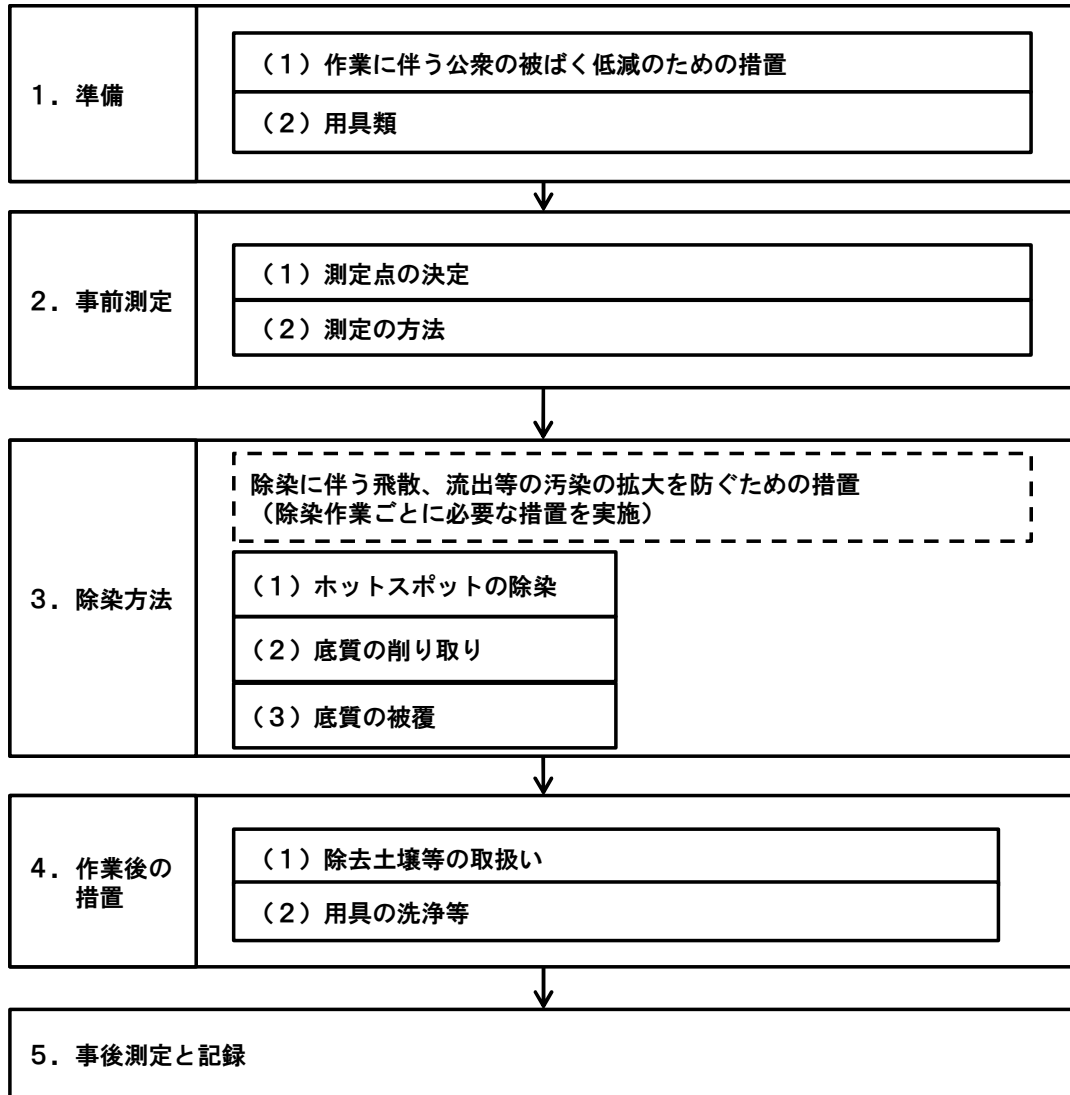 1．準備
（1）作業に伴う公衆の被ばく低減のための措置
（2）用具類
2．事前測定
（1）測定点の決定
（2）測定の方法
3．除染方法
除染に伴う飛散、流出等の汚染の拡大を防ぐための措置
（除染作業ごとに必要な措置を実施）
（1）ホットスポットの除染
（2）底質の削り取り
（3）底質の被覆
4．作業後の
措置
（1）除去土壌等の取扱い
（2）用具の洗浄等
5．事後測定と記録